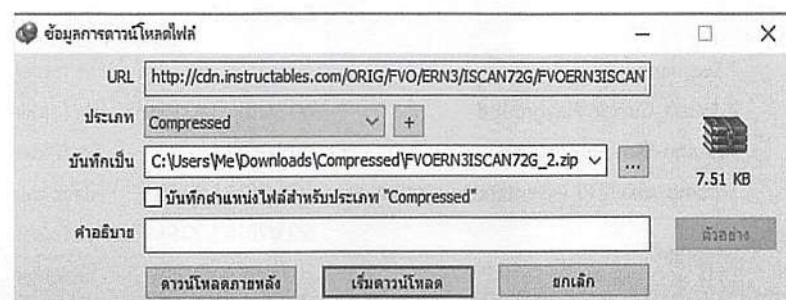 ข้อมูลการดาวน์โหลดไฟล์
URL http://cdn.instructables.com/ORIG/FVO/ERN3/ISCAN72G/FVOERN3ISCAN
ประเภท Compressed +
บันทึกเป็น C:\Users\Me\Downloads\Compressed\FVOERN3ISCAN72G_2.zip ...
7.51 KB
บันทึกตำแหน่งไฟล์สำหรับประเภท "Compressed"
คำอธิบาย ตัวอย่าง
ดาวน์โหลดภายหลัง เริ่มดาวน์โหลด ยกเลิก